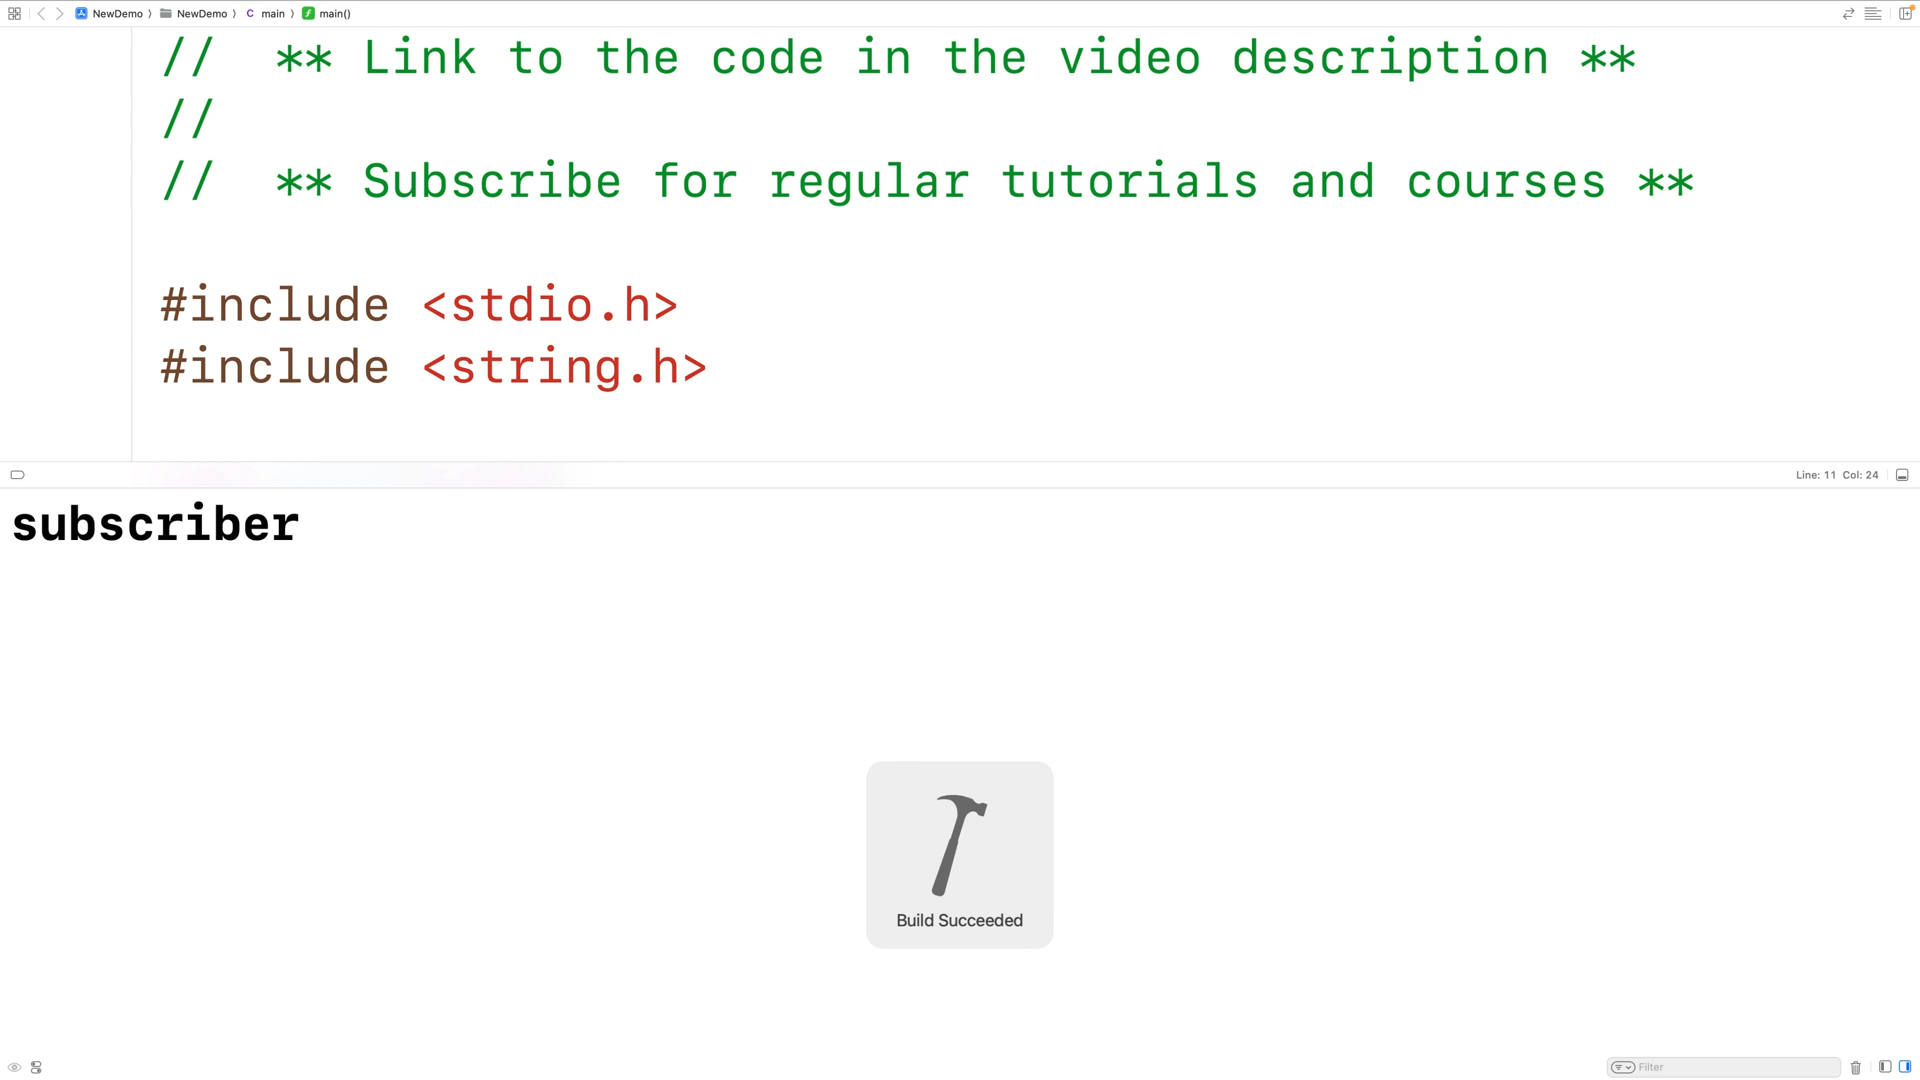 NewDemo 〉 NewDemo 〉 C main 〉 f main()
// ** Link to the code in the video description **
//
// ** Subscribe for regular tutorials and courses **
#include <stdio.h>
#include <string.h>
Line: 11 Col: 24
subscriber
Build Succeeded
Filter